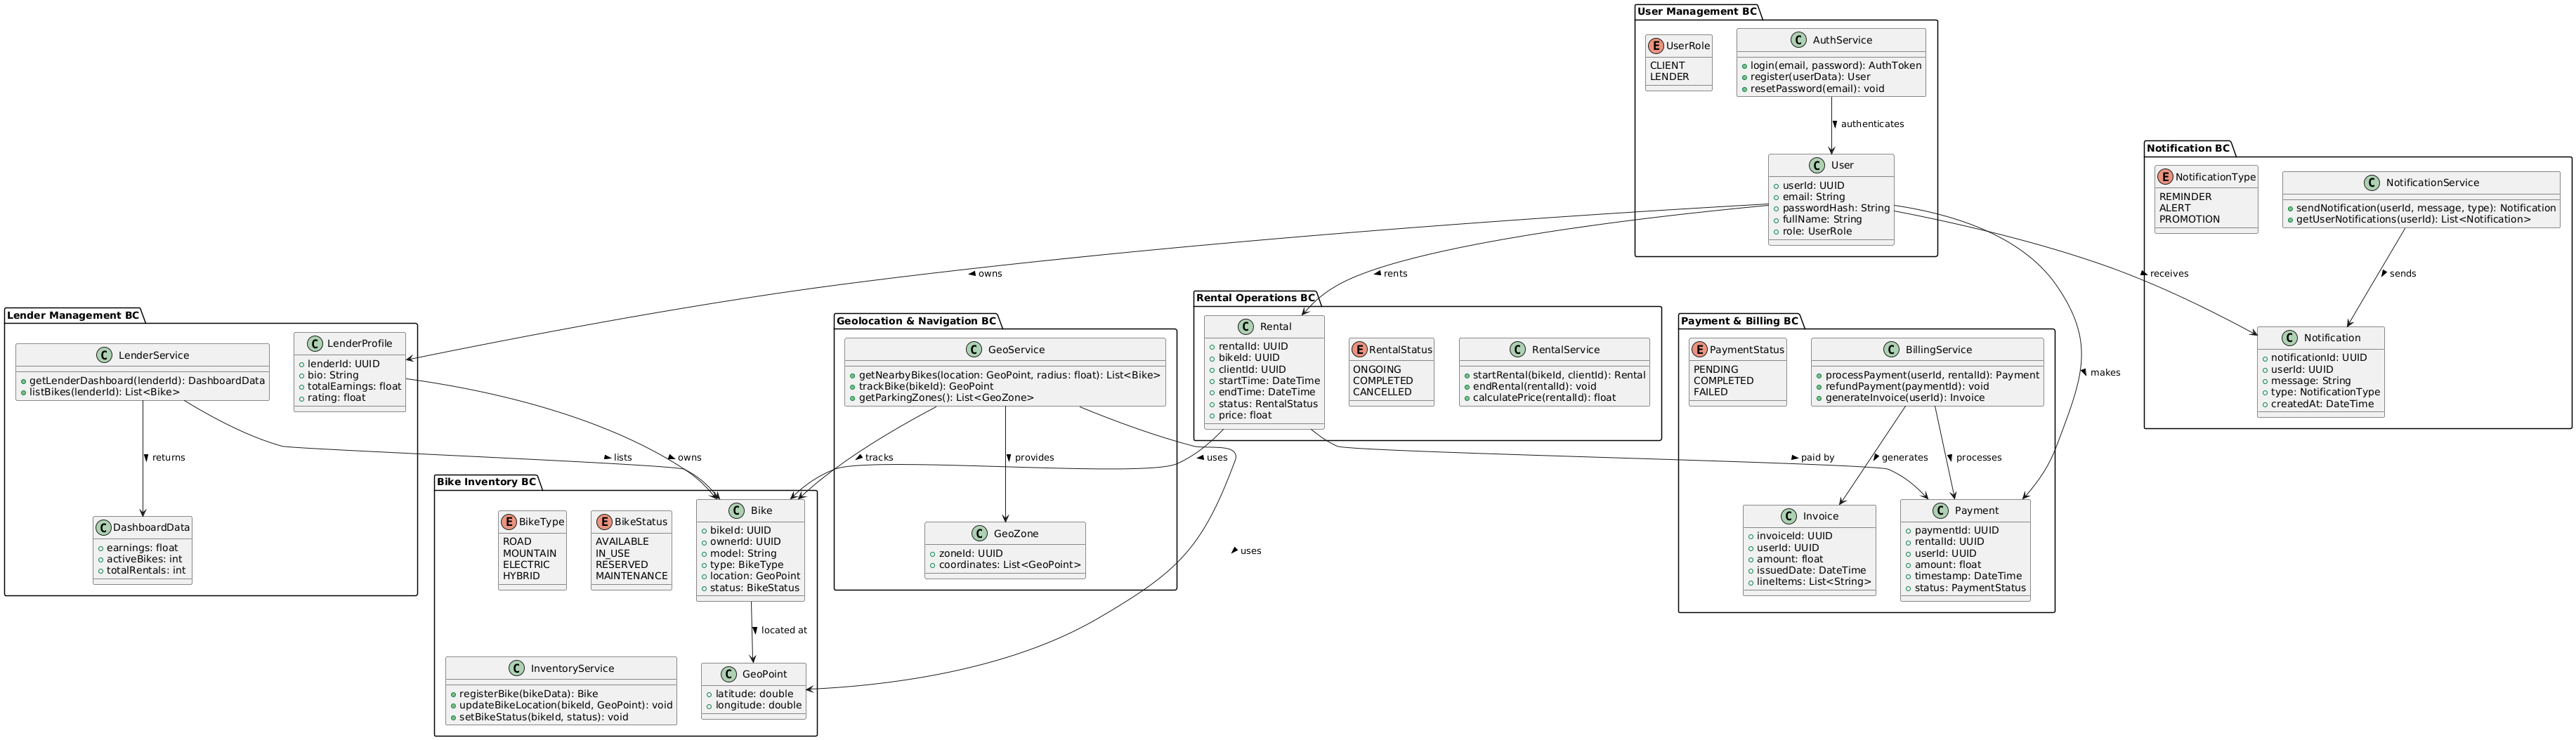 User Management BC
E UserRole
CLIENT
LENDER
C AuthService
login(email, password): AuthToken
register(userData): User
resetPassword(email): void
authenticates
C User
userId: UUID
email: String
passwordHash: String
fullName: String
role: UserRole
Notification BC
E NotificationType
REMINDER
ALERT
PROMOTION
C NotificationService
sendNotification(userId, message, type): Notification
getUserNotifications(userId): List<Notification>
owns
rents
makes
receives
sends
C Notification
notificationId: UUID
userId: UUID
message: String
type: NotificationType
createdAt: DateTime
Lender Management BC
C LenderService
getLenderDashboard(lenderId): DashboardData
listBikes(lenderId): List<Bike>
C LenderProfile
lenderId: UUID
bio: String
totalEarnings: float
rating: float
returns
lists
owns
C DashboardData
earnings: float
activeBikes: int
totalRentals: int
Geolocation & Navigation BC
C GeoService
getNearbyBikes(location: GeoPoint, radius: float): List<Bike>
trackBike(bikeId): GeoPoint
getParkingZones(): List<GeoZone>
tracks
provides
uses
uses
C GeoZone
zoneId: UUID
coordinates: List<GeoPoint>
Rental Operations BC
C Rental
rentalId: UUID
bikeId: UUID
clientId: UUID
startTime: DateTime
endTime: DateTime
status: RentalStatus
price: float
E RentalStatus
ONGOING
COMPLETED
CANCELLED
C RentalService
startRental(bikeId, clientId): Rental
endRental(rentalId): void
calculatePrice(rentalId): float
paid by
Payment & Billing BC
E PaymentStatus
PENDING
COMPLETED
FAILED
C BillingService
processPayment(userId, rentalId): Payment
refundPayment(paymentId): void
generateInvoice(userId): Invoice
generates
processes
C Invoice
invoiceId: UUID
userId: UUID
amount: float
issuedDate: DateTime
lineItems: List<String>
C Payment
paymentId: UUID
rentalId: UUID
userId: UUID
amount: float
timestamp: DateTime
status: PaymentStatus
Bike Inventory BC
E BikeType
ROAD
MOUNTAIN
ELECTRIC
HYBRID
E BikeStatus
AVAILABLE
IN_USE
RESERVED
MAINTENANCE
C Bike
bikeId: UUID
ownerId: UUID
model: String
type: BikeType
location: GeoPoint
status: BikeStatus
located at
C InventoryService
registerBike(bikeData): Bike
updateBikeLocation(bikeId, GeoPoint): void
setBikeStatus(bikeId, status): void
C GeoPoint
latitude: double
longitude: double